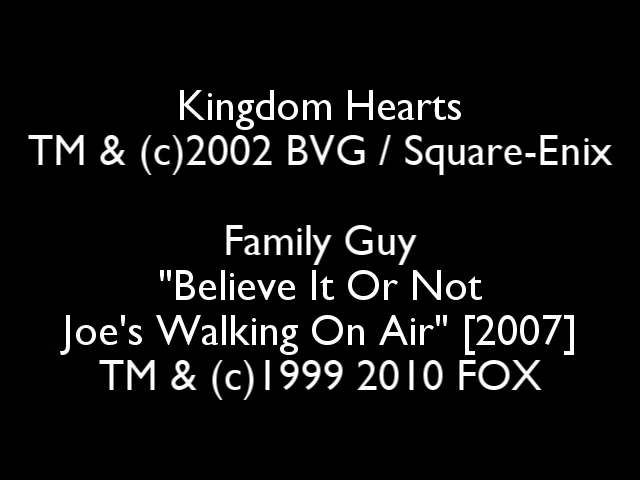 Kingdom Hearts
TM & (c)2002 BVG / Square-Enix
Family Guy
"Believe It Or Not
Joe's Walking On Air" [2007]
TM & (c)1999 2010 FOX